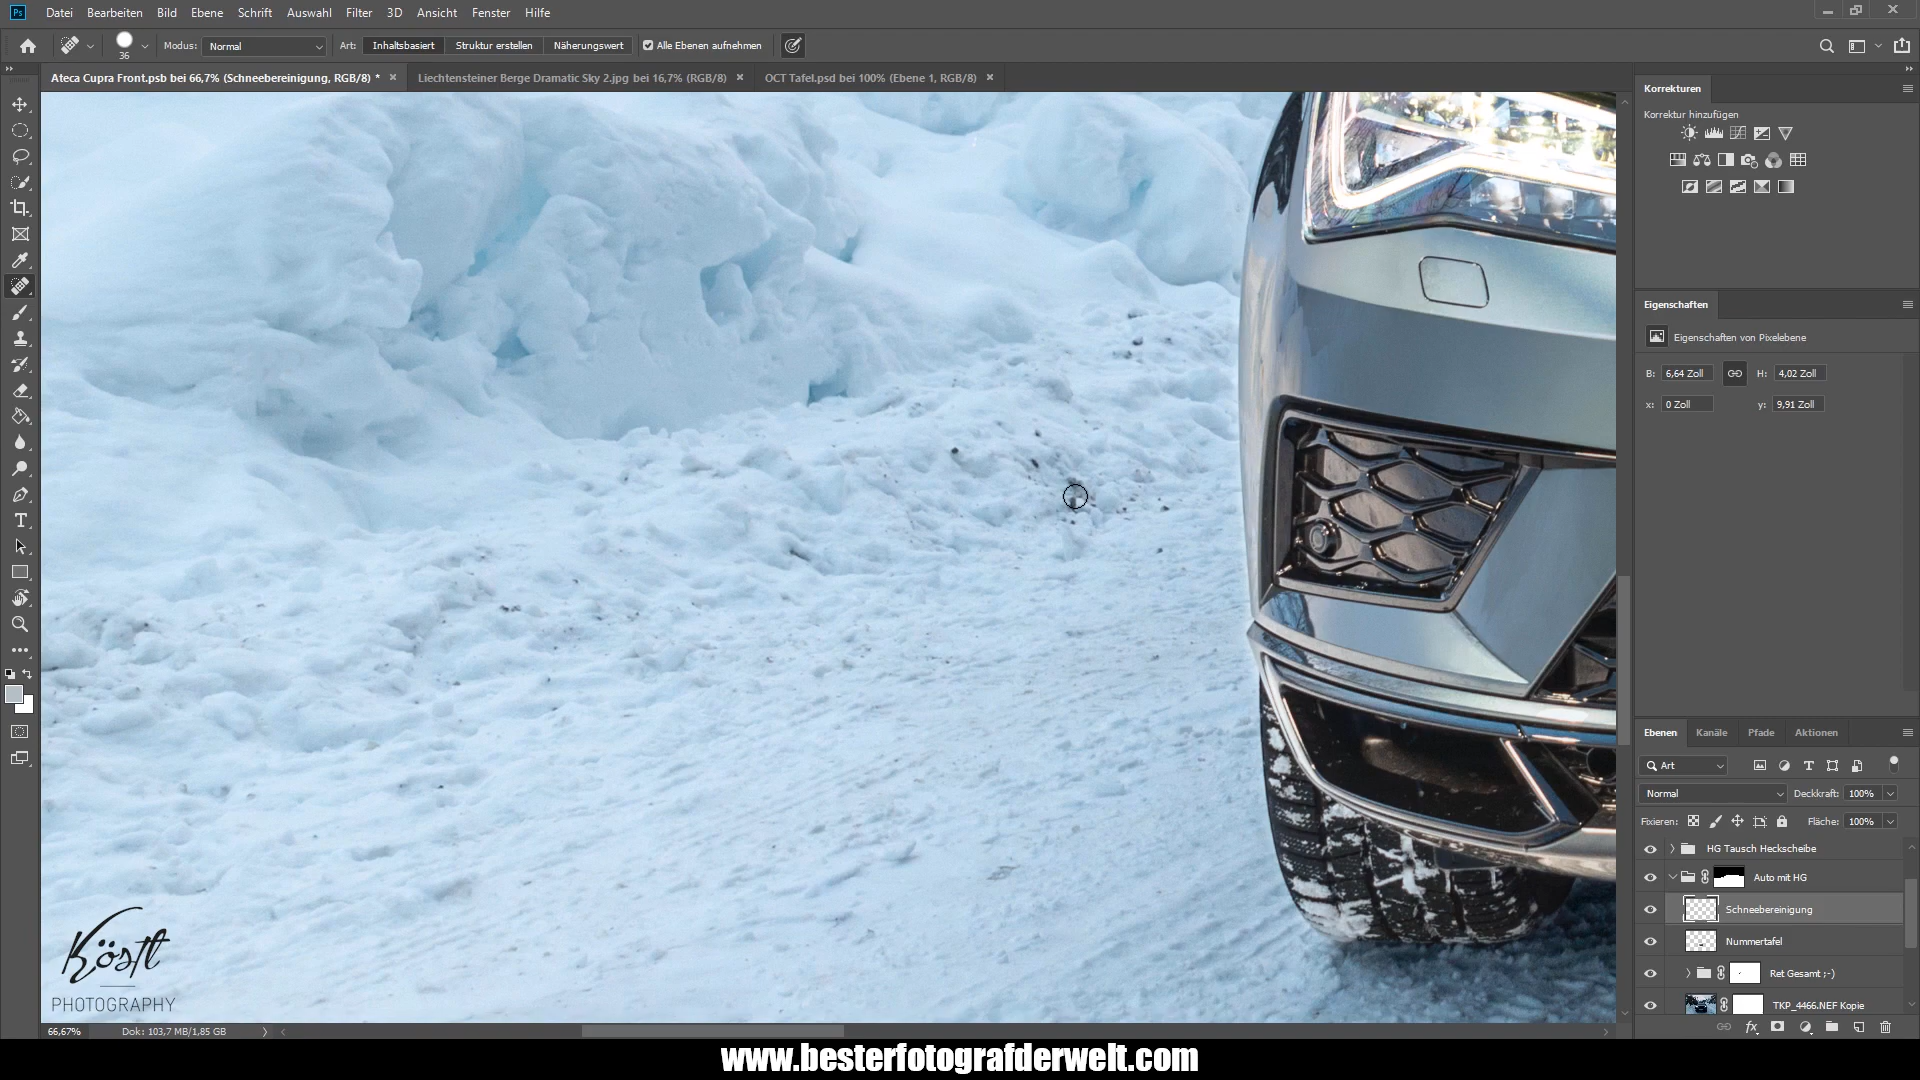 Ps Datei Bearbeiten Bild Ebene Schrift Auswahl Filter 3D Ansicht Fenster Hilfe
36 Modus: Normal Art: Inhaltsbasiert Struktur erstellen Näherungswert Alle Ebenen aufnehmen
Ateca Cupra Front.psb bei 66,7% (Schneebereinigung, RGB/8) * × Liechtensteiner Berge Dramatic Sky 2.jpg bei 16,7% (RGB/8) × OCT Tafel.psd bei 100% (Ebene 1, RGB/8) ×
Korrekturen
Korrektur hinzufügen
Eigenschaften
Eigenschaften von Pixelebene
B: 6,64 Zoll H: 4,02 Zoll
x: 0 Zoll y: 9,91 Zoll
Ebenen Kanäle Pfade Aktionen
Art
Normal Deckkraft: 100%
Fixieren: Fläche: 100%
HG Tausch Heckscheibe
Auto mit HG
Schneebereinigung
Nummertafel
Ret Gesamt ;-)
TKP_4466.NEF Kopie
fx
Köstl
PHOTOGRAPHY
66,67% Dok: 103,7 MB/1,85 GB
www.besterfotografderwelt.com